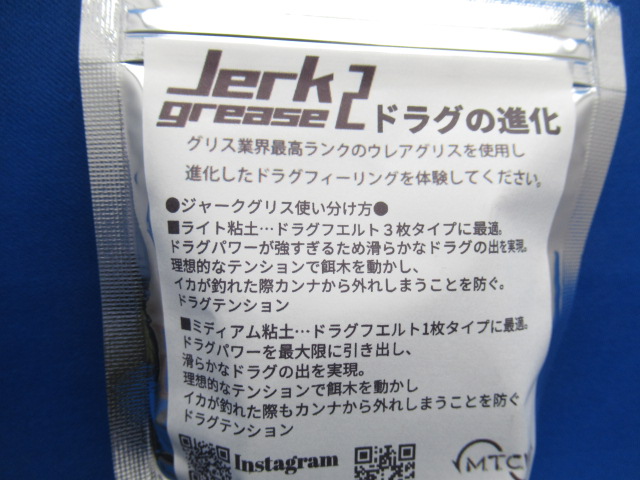 Jerk
grease 2 ドラグの進化
グリス業界最高ランクのウレアグリスを使用し
進化したドラグフィーリングを体験してください。
●ジャークグリス使い分け方●
■ライト粘土…ドラグフエルト３枚タイプに最適。
ドラグパワーが強すぎるため滑らかなドラグの出を実現。
理想的なテンションで餌木を動かし、
イカが釣れた際カンナから外れしまうことを防ぐ。
ドラグテンション
■ミディアム粘土…ドラグフエルト1枚タイプに最適。
ドラグパワーを最大限に引き出し、
滑らかなドラグの出を実現。
理想的なテンションで餌木を動かし
イカが釣れた際もカンナから外れしまうことを防ぐ
ドラグテンション
Instagram
MTC